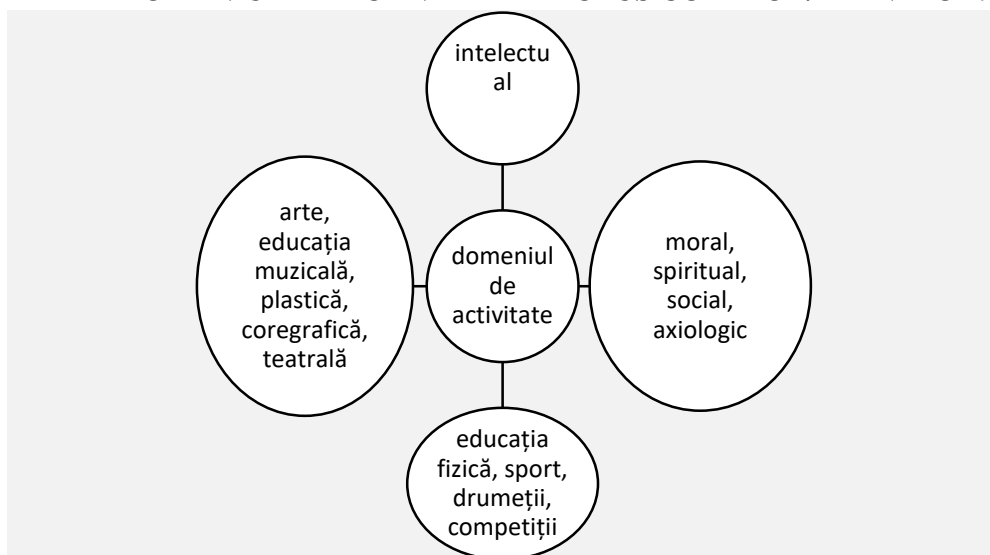 intelectu
al
arte,
educația
muzicală,
plastică,
coregrafică,
teatrală
domeniul
de
activitate
moral,
spiritual,
social,
axiologic
educația
fizică, sport,
drumeții,
competiții